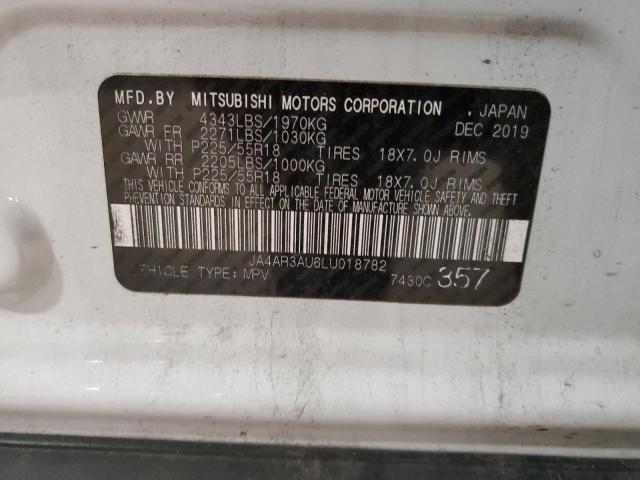 MFD.BY MITSUBISHI MOTORS CORPORATION . JAPAN
GVWR 4343LBS/1970KG DEC 2019
GAWR FR 2271LBS/1030KG
WITH P225/55R18 TIRES 18X7.0J RIMS
GAWR RR 2205LBS/1000KG
WITH P225/55R18 TIRES 18X7.0J RIMS
THIS VEHICLE CONFORMS TO ALL APPLICABLE FEDERAL MOTOR VEHICLE SAFETY AND THEFT
PREVENTION STANDARDS IN EFFECT ON THE DATE OF MANUFACTURE SHOWN ABOVE.
JA4AR3AU6LU018782
VEHICLE TYPE: MPV 7430C 357